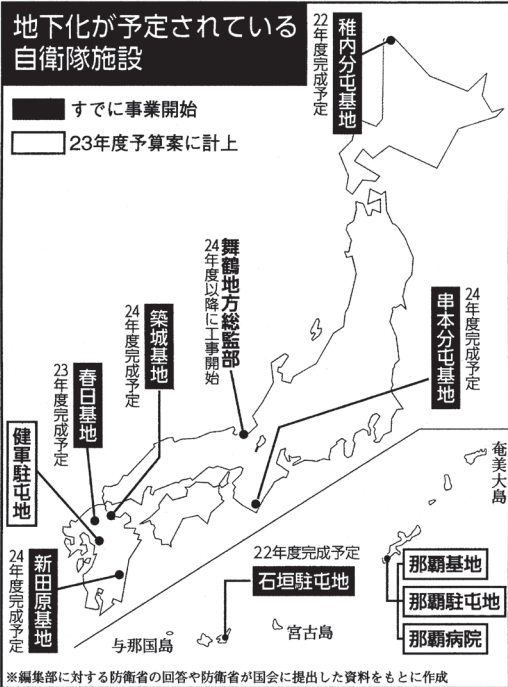 地下化が予定されている
自衛隊施設
すでに事業開始
23年度予算案に計上
稚内分屯基地
22年度完成予定
舞鶴地方総監部
24年度以降に工事開始
串本分屯基地
24年度完成予定
築城基地
24年度完成予定
春日基地
23年度完成予定
健軍駐屯地
新田原基地
24年度完成予定
22年度完成予定
石垣駐屯地
与那国島
宮古島
奄美大島
那覇基地
那覇駐屯地
那覇病院
※編集部に対する防衛省の回答や防衛省が国会に提出した資料をもとに作成